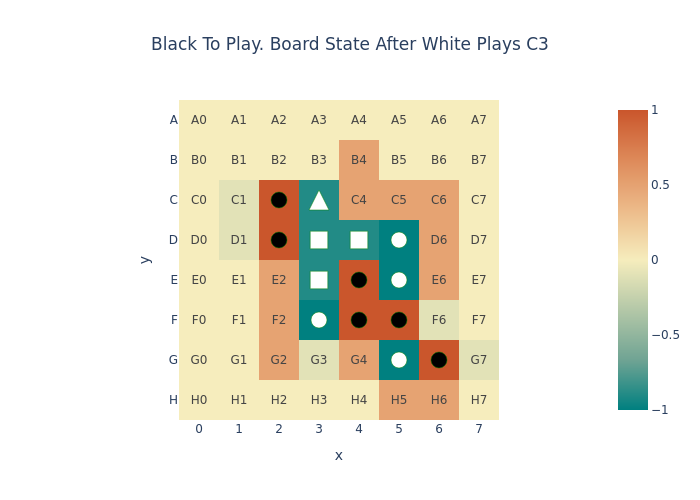 Black To Play. Board State After White Plays C3
A A0 A1 A2 A3 A4 A5 A6 A7
B B0 B1 B2 B3 B4 B5 B6 B7
C C0 C1 C4 C5 C6 C7
D D0 D1 D6 D7
E E0 E1 E2 E6 E7
F F0 F1 F2 F6 F7
G G0 G1 G2 G3 G4 G7
H H0 H1 H2 H3 H4 H5 H6 H7
0 1 2 3 4 5 6 7
x
y
1
0.5
0
−0.5
−1